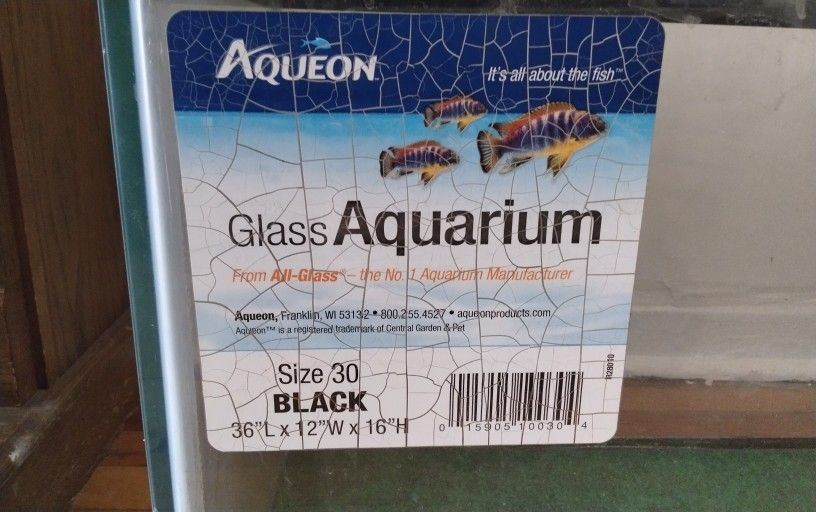 AQUEON
It's all about the fish™
Glass Aquarium
From All-Glass® – the No. 1 Aquarium Manufacturer
Aqueon, Franklin, WI 53132 • 800.255.4527 • aqueonproducts.com
Aqueon™ is a registered trademark of Central Garden & Pet
Size 30
BLACK
36"L x 12"W x 16"H
0 15905 10030 4
R28010